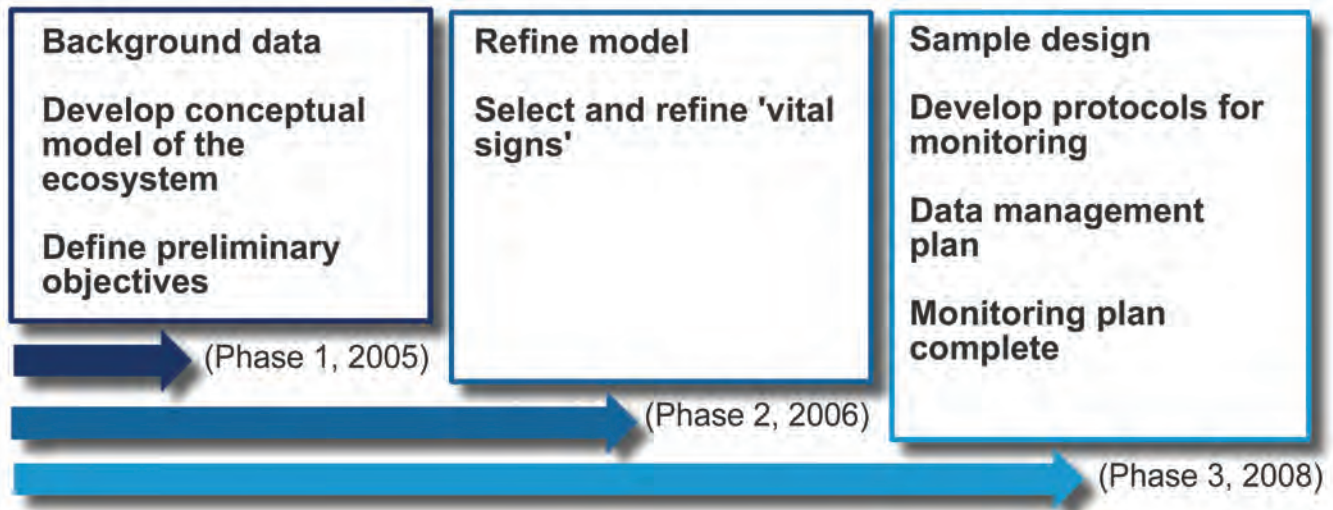 Background data
Develop conceptual
model of the
ecosystem
Define preliminary
objectives
(Phase 1, 2005)
Refine model
Select and refine 'vital
signs'
(Phase 2, 2006)
Sample design
Develop protocols for
monitoring
Data management
plan
Monitoring plan
complete
(Phase 3, 2008)